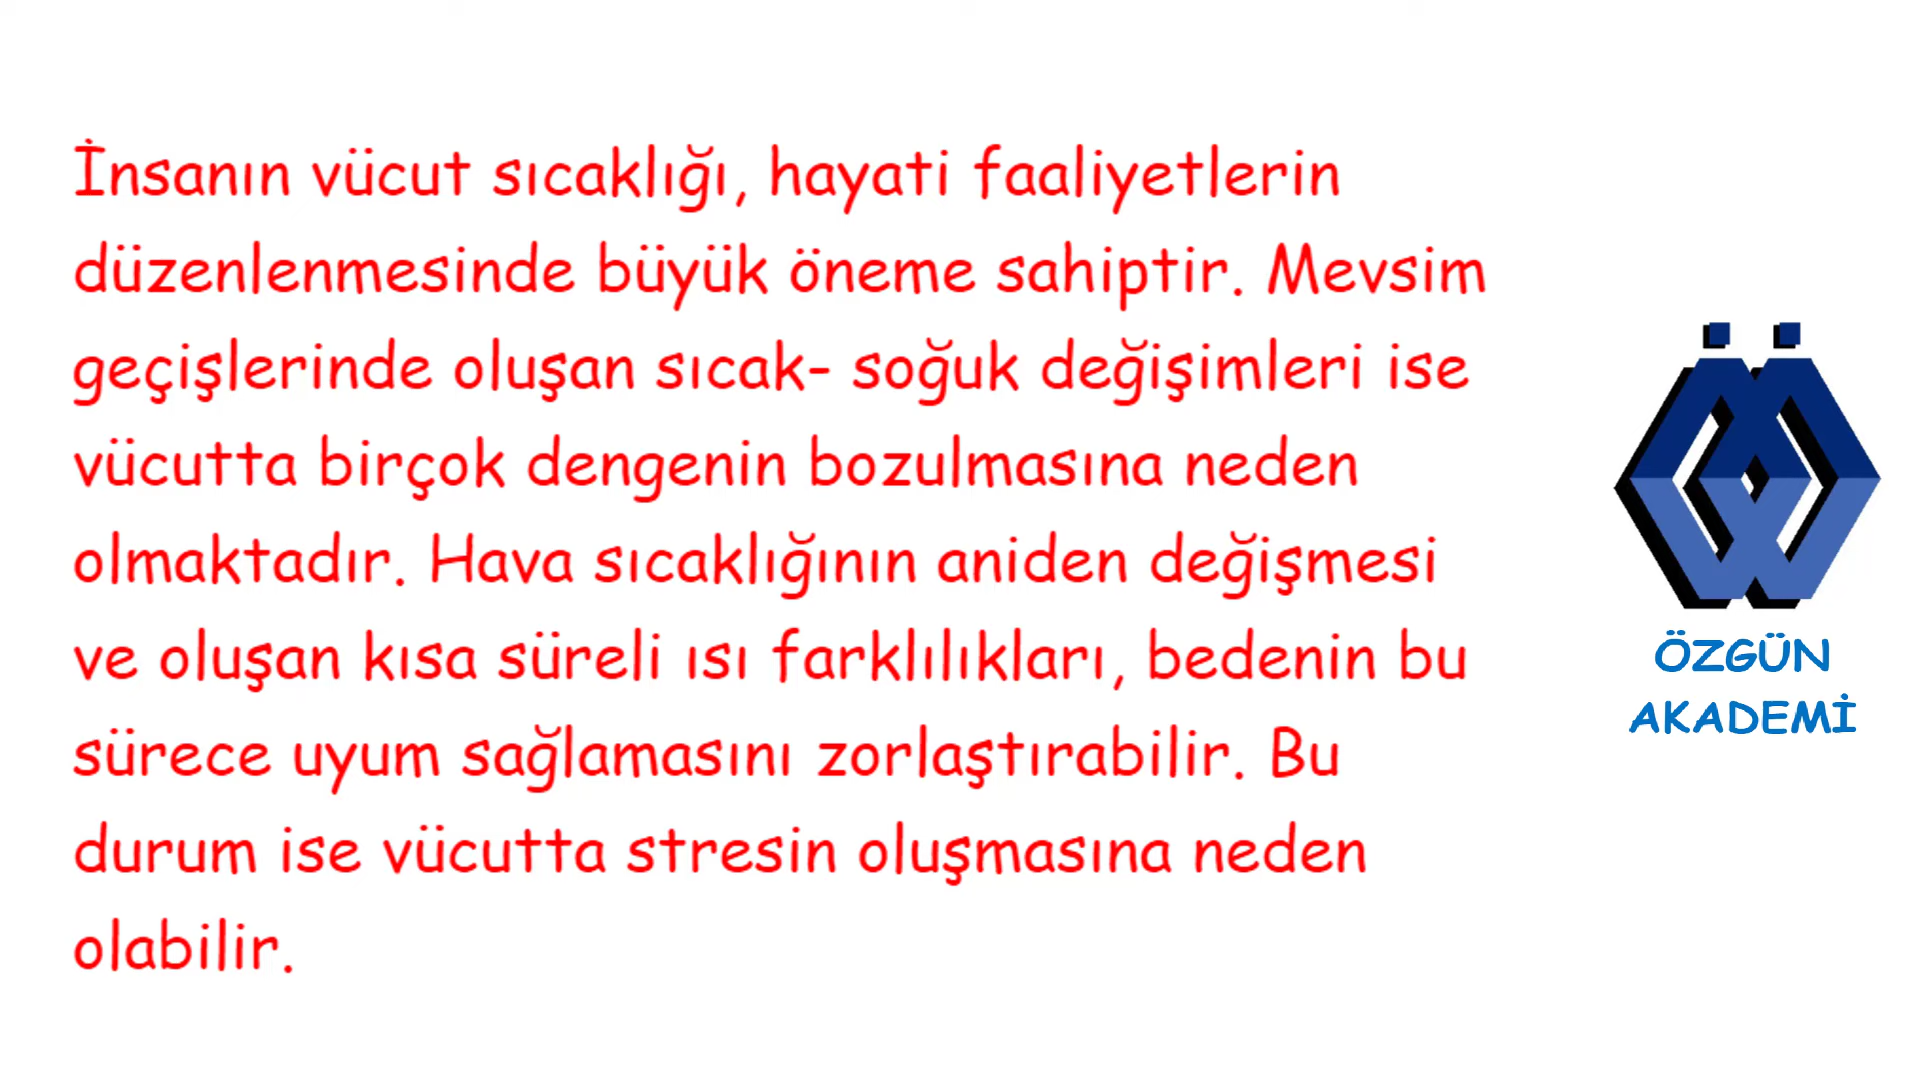 İnsanın vücut sıcaklığı, hayati faaliyetlerin
düzenlenmesinde büyük öneme sahiptir. Mevsim
geçişlerinde oluşan sıcak- soğuk değişimleri ise
vücutta birçok dengenin bozulmasına neden
olmaktadır. Hava sıcaklığının aniden değişmesi
ve oluşan kısa süreli ısı farklılıkları, bedenin bu
sürece uyum sağlamasını zorlaştırabilir. Bu
durum ise vücutta stresin oluşmasına neden
olabilir.
ÖZGÜN
AKADEMİ